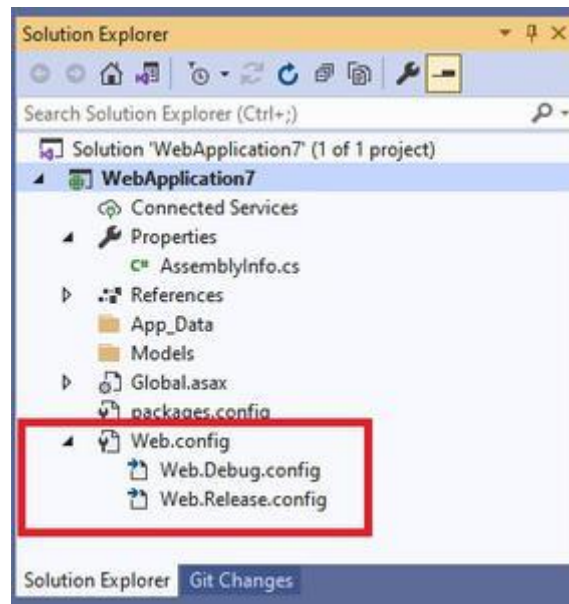 Solution Explorer
Search Solution Explorer (Ctrl+;)
Solution 'WebApplication7' (1 of 1 project)
WebApplication7
Connected Services
Properties
C# AssemblyInfo.cs
References
App_Data
Models
Global.asax
packages.config
Web.config
Web.Debug.config
Web.Release.config
Solution Explorer Git Changes